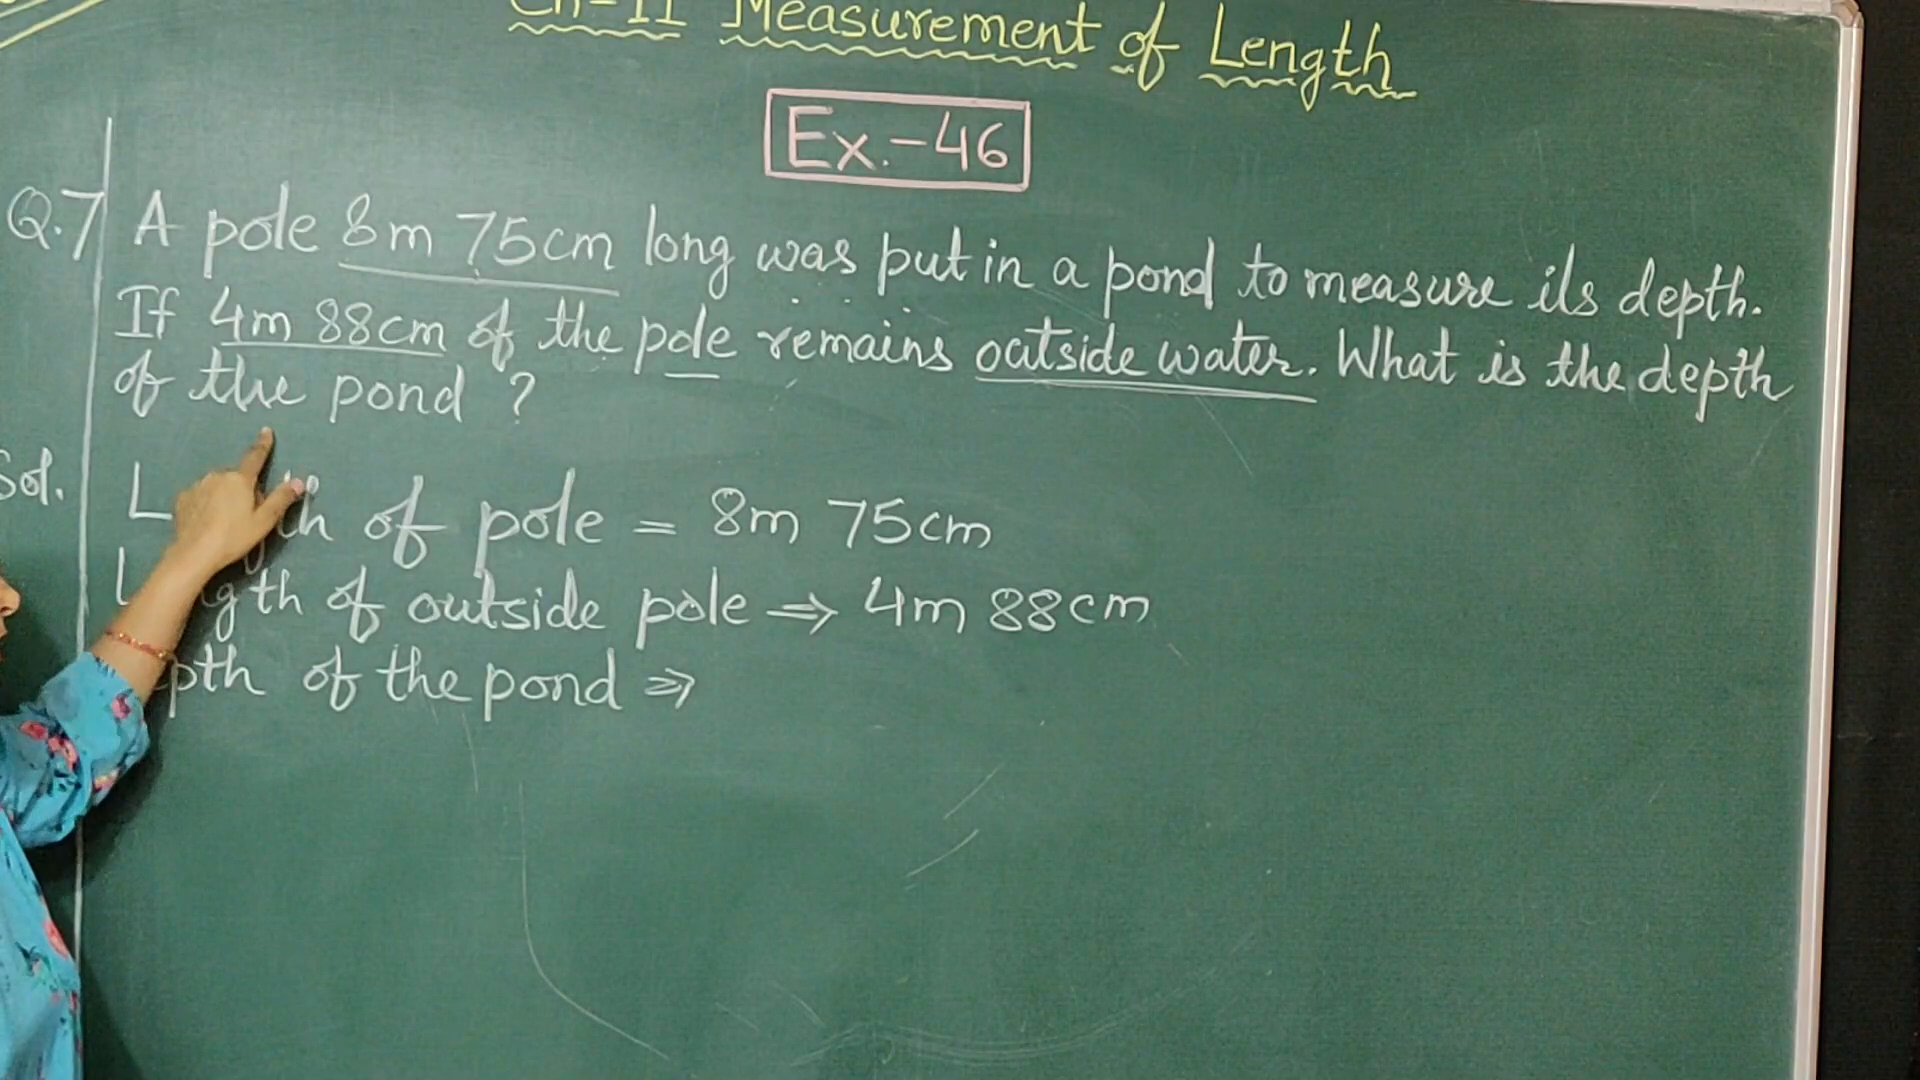 Ch-11 Measurement of Length
Ex.-46
Q.7 A pole 8m 75cm long was put in a pond to measure its depth.
If 4m 88cm of the pole remains outside water. What is the depth
of the pond ?
Sol.
of pole = 8m 75cm
of outside pole ⇒ 4m 88cm
of the pond ⇒